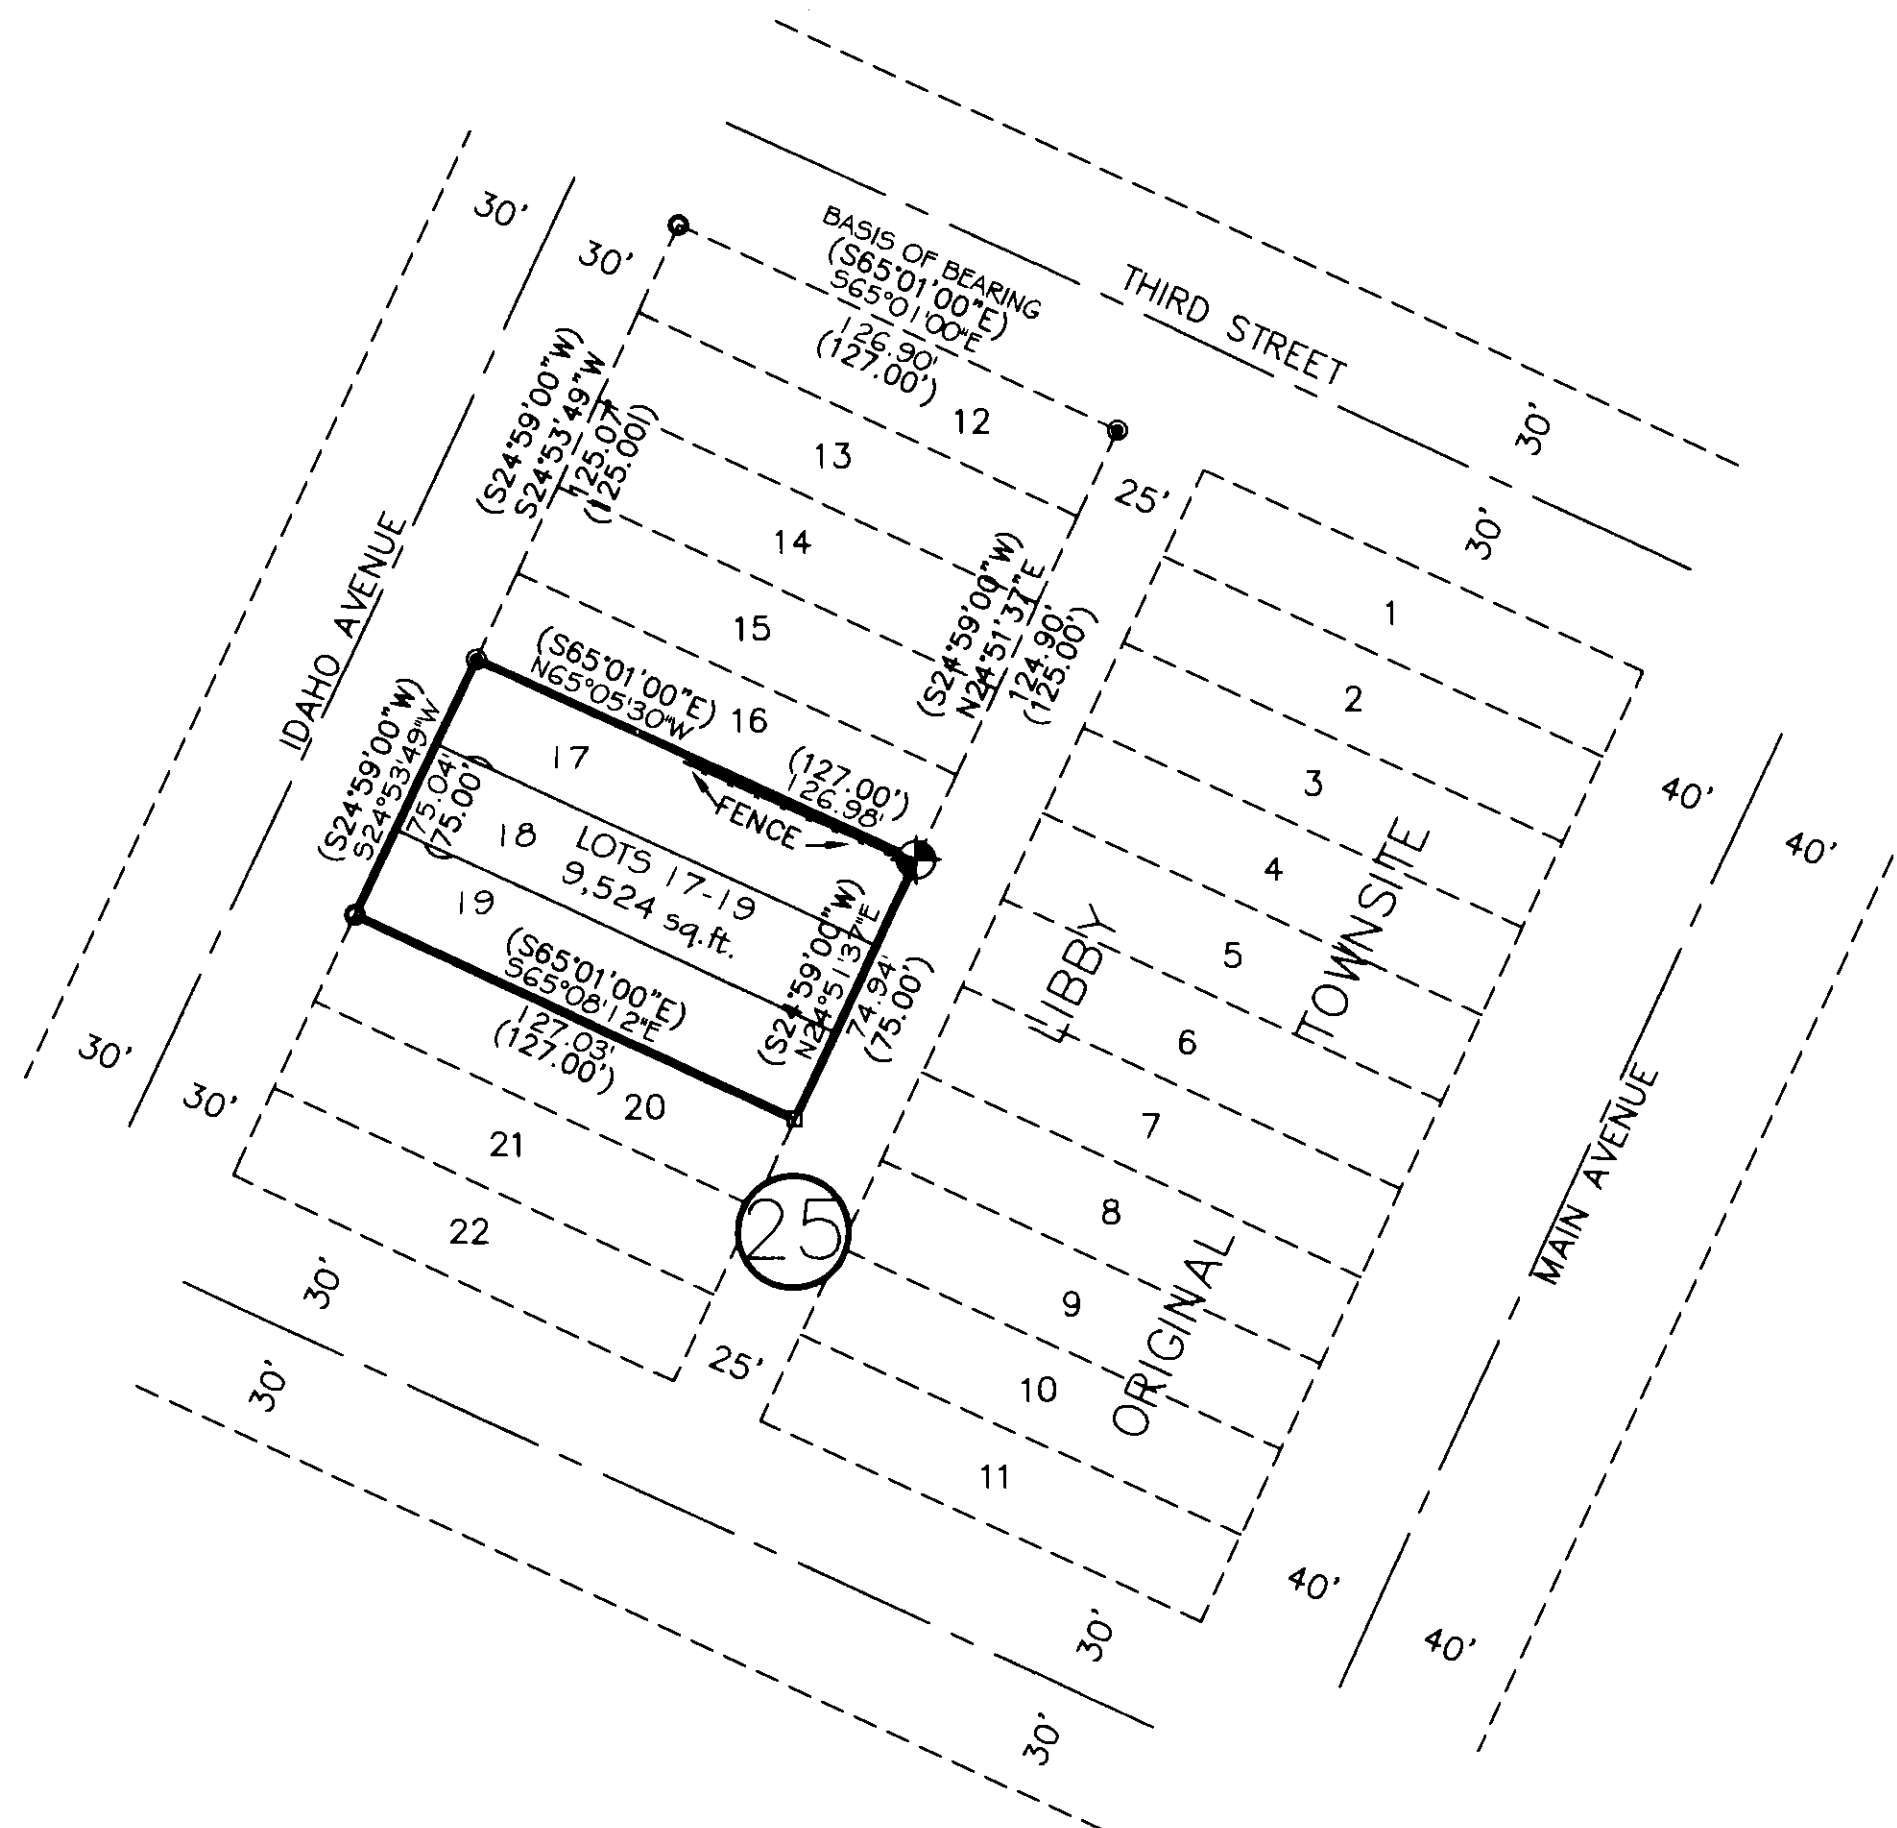 30'
30'
BASIS OF BEARING
(S65°01'00"E)
S65°01'00"E
126.90'
(127.00')
THIRD STREET
30'
30'
(S24°59'00"W)
S24°53'49"W
125.07'
(125.00')
12
13
14
15
16
25'
(S24°59'00"W)
N24°51'37"E
124.90'
(125.00')
IDAHO AVENUE
(S65°01'00"E)
N65°05'30"W
(127.00')
126.98'
FENCE
(S24°59'00"W)
S24°53'49"W
75.04'
(75.00')
17
18
19
LOTS 17-19
9,524 sq.ft.
(S24°59'00"W)
N24°51'37"E
74.94'
(75.00')
(S65°01'00"E)
S65°08'12"E
127.03'
(127.00')
20
21
22
25
1
2
3
4
5
6
7
8
9
10
11
LIBBY
TOWNSITE
ORIGINAL
40'
40'
MAIN AVENUE
30'
30'
30'
30'
25'
40'
40'
30'
30'